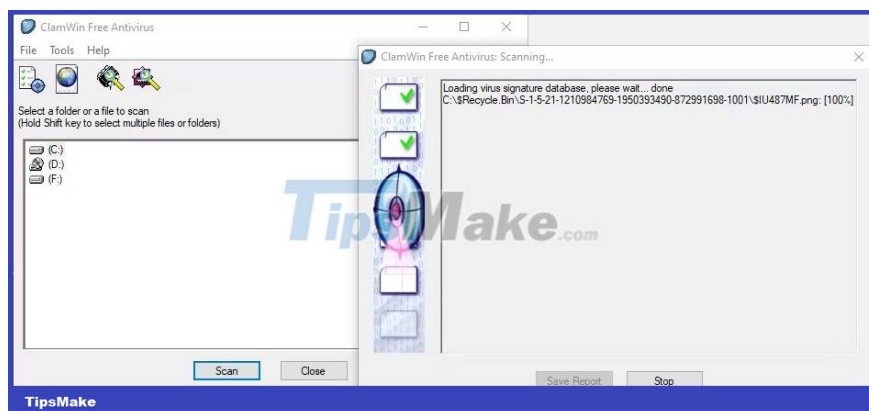 ClamWin Free Antivirus
File Tools Help
Select a folder or a file to scan
(Hold Shift key to select multiple files or folders)
(C:)
(D:)
(F:)
Scan
Close
ClamWin Free Antivirus: Scanning...
Loading virus signature database, please wait... done
C:\$Recycle.Bin\S-1-5-21-1210984769-1950393490-872991698-1001\$IU487MF.png: [100%]
Save Report
Stop
TipsMake.com
TipsMake